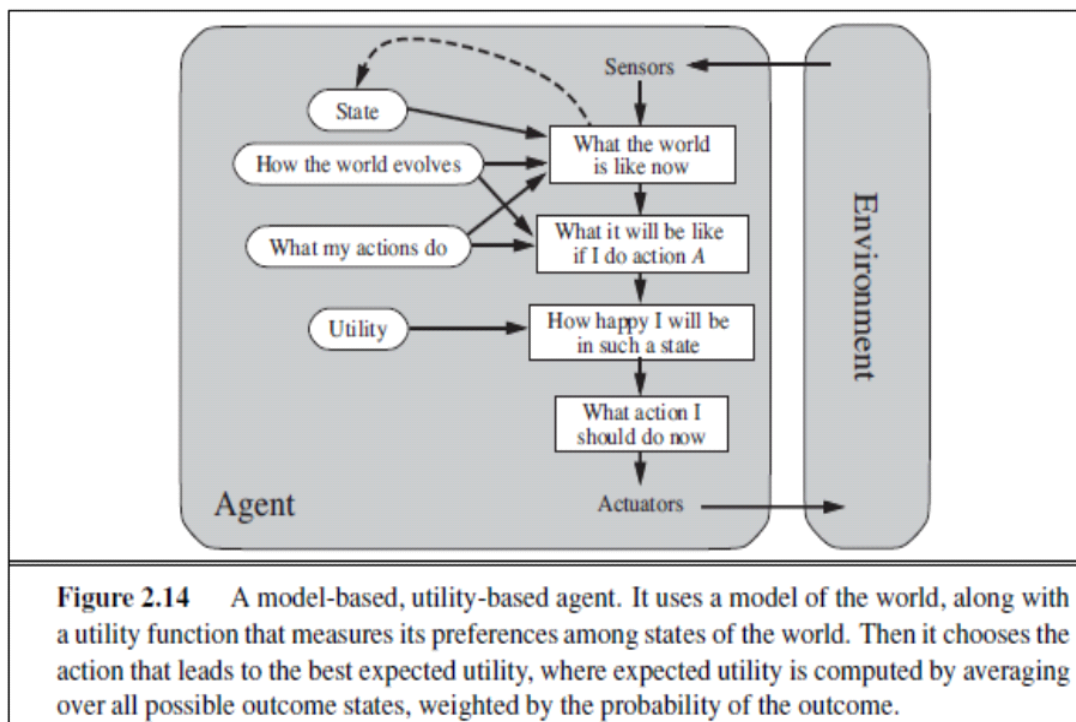 Sensors
State
What the world
is like now
How the world evolves
What my actions do
What it will be like
if I do action A
Utility
How happy I will be
in such a state
What action I
should do now
Agent
Actuators
Environment
Figure 2.14 A model-based, utility-based agent. It uses a model of the world, along with
a utility function that measures its preferences among states of the world. Then it chooses the
action that leads to the best expected utility, where expected utility is computed by averaging
over all possible outcome states, weighted by the probability of the outcome.